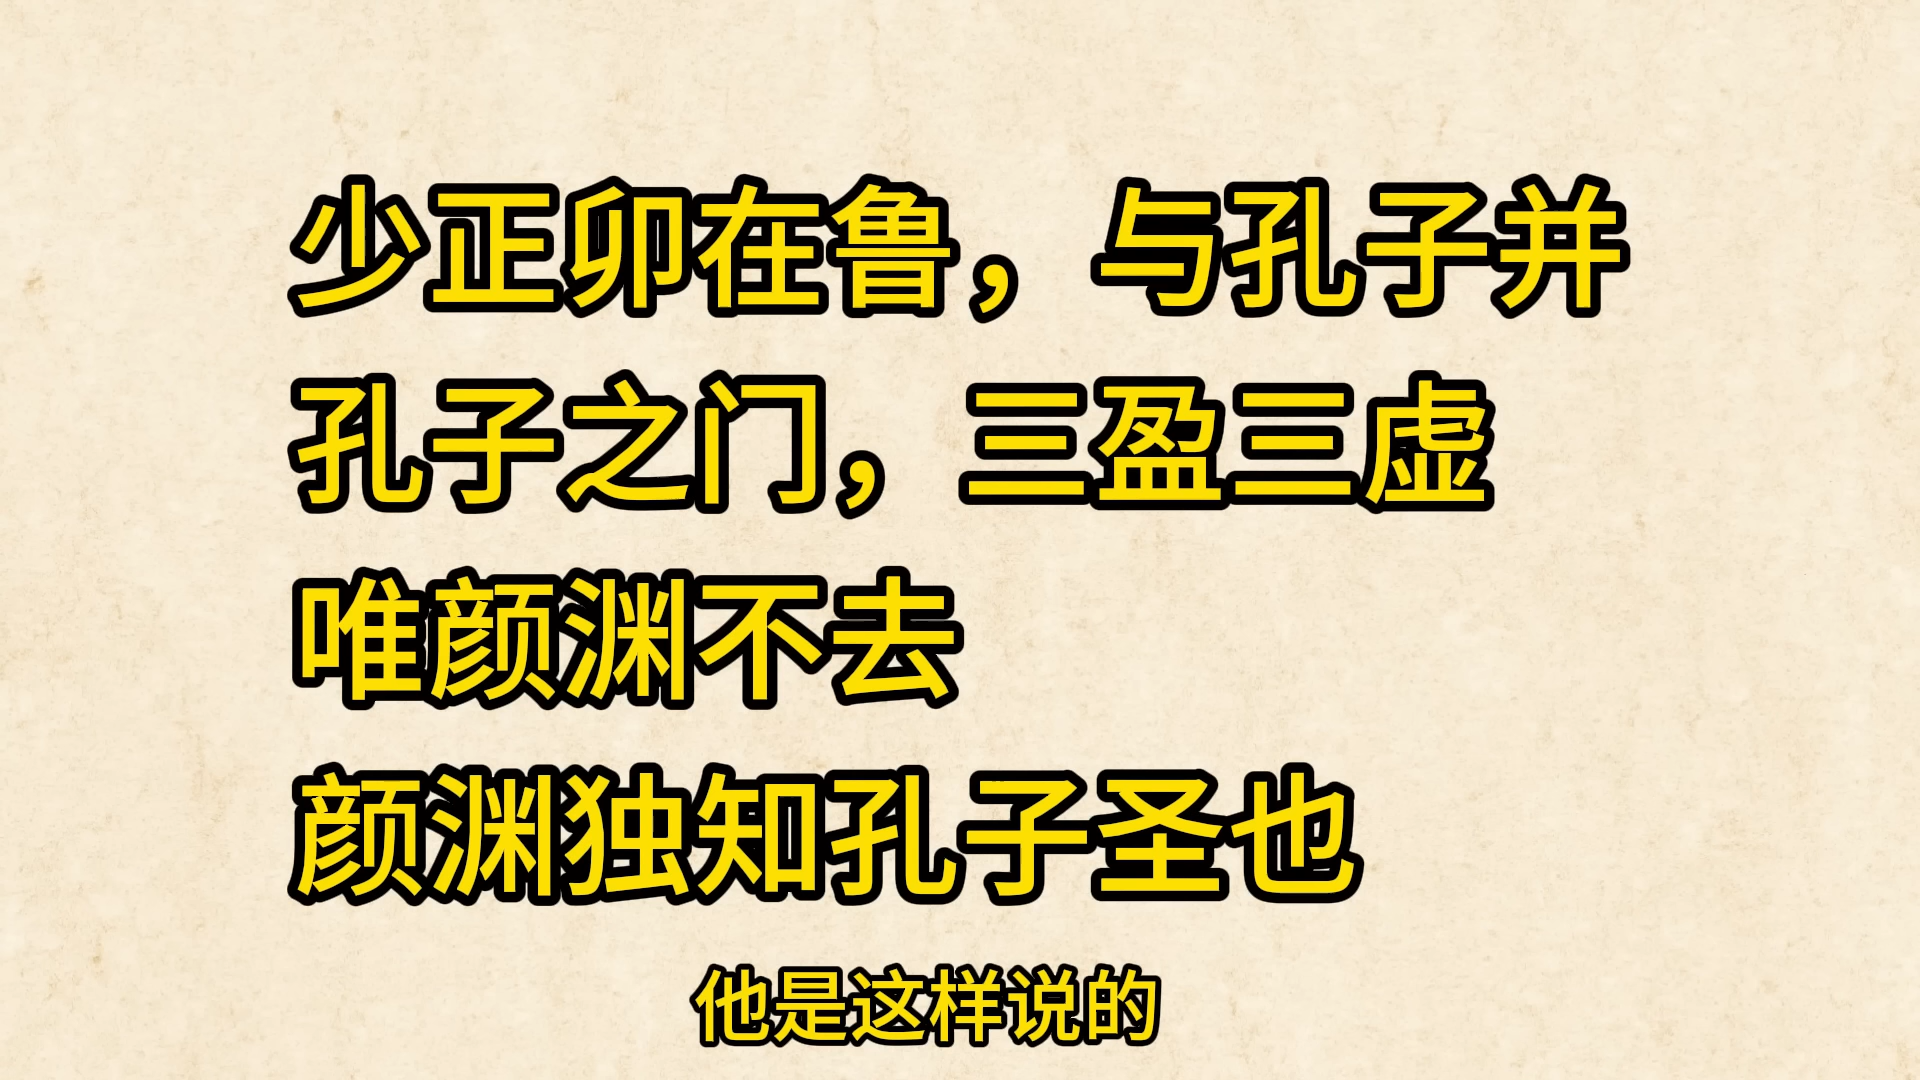 少正卯在鲁，与孔子并
孔子之门，三盈三虚
唯颜渊不去
颜渊独知孔子圣也
他是这样说的